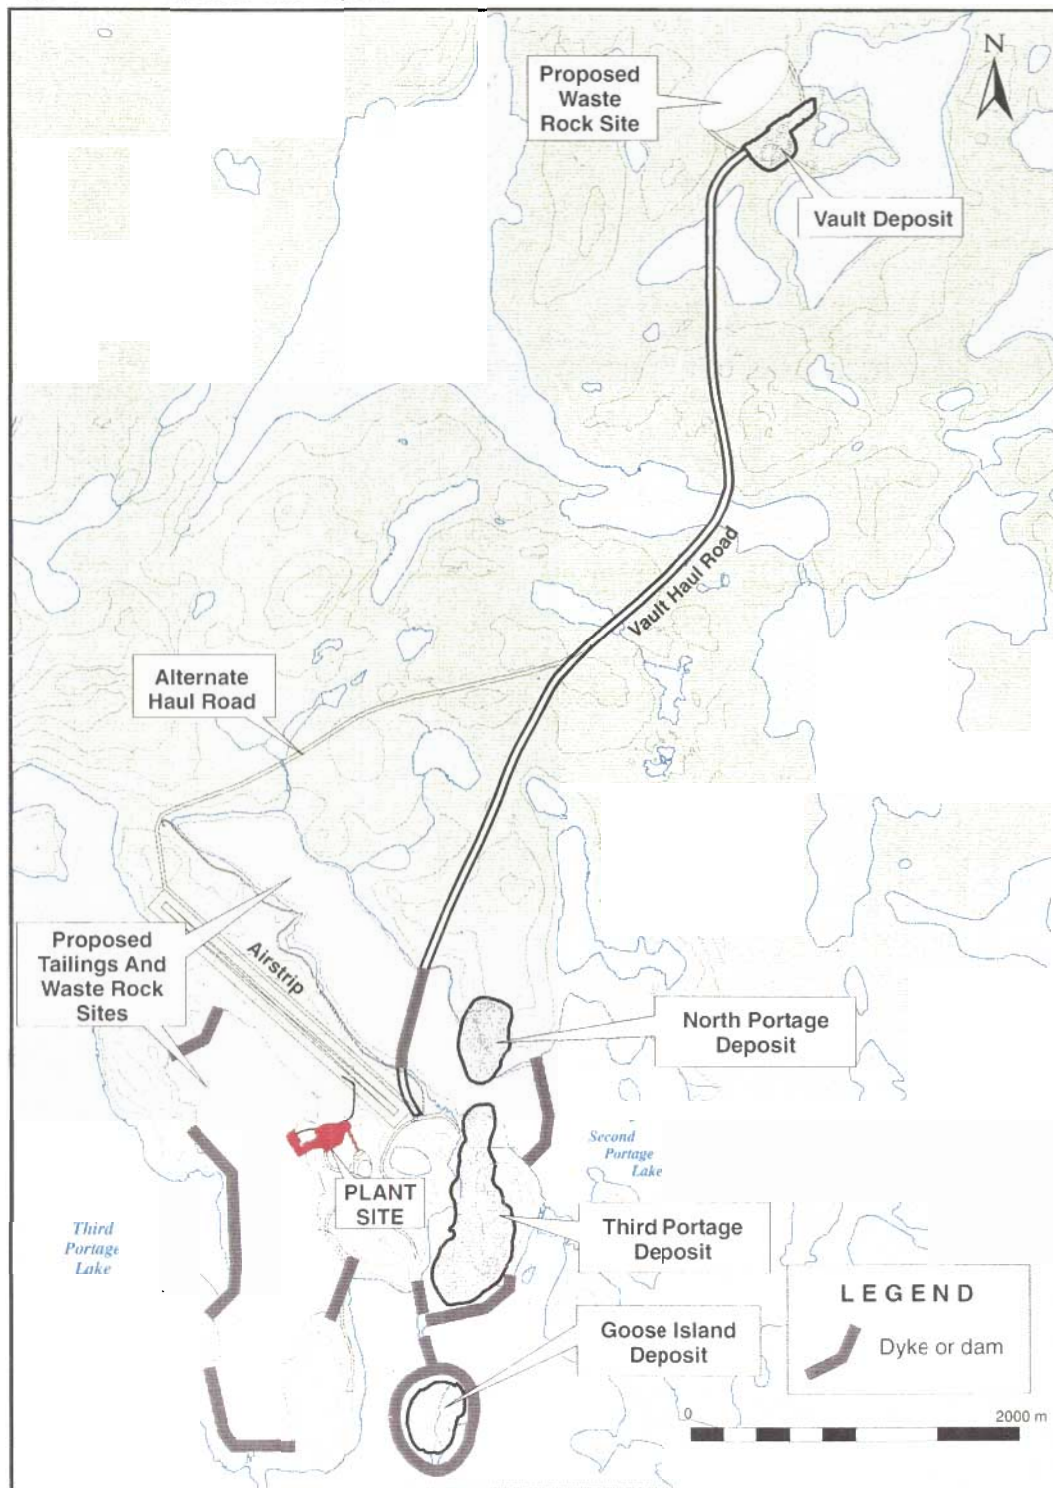 N
Proposed
Waste
Rock Site
Vault Deposit
Vault Haul Road
Alternate
Haul Road
Proposed
Tailings And
Waste Rock
Sites
Airstrip
North Portage
Deposit
Second
Portage
Lake
PLANT
SITE
Third Portage
Deposit
Third
Portage
Lake
LEGEND
Dyke or dam
Goose Island
Deposit
0
2000 m